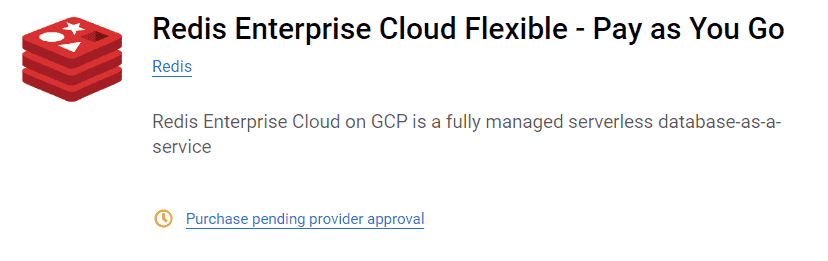 Redis Enterprise Cloud Flexible - Pay as You Go
Redis
Redis Enterprise Cloud on GCP is a fully managed serverless database-as-a-
service
Purchase pending provider approval